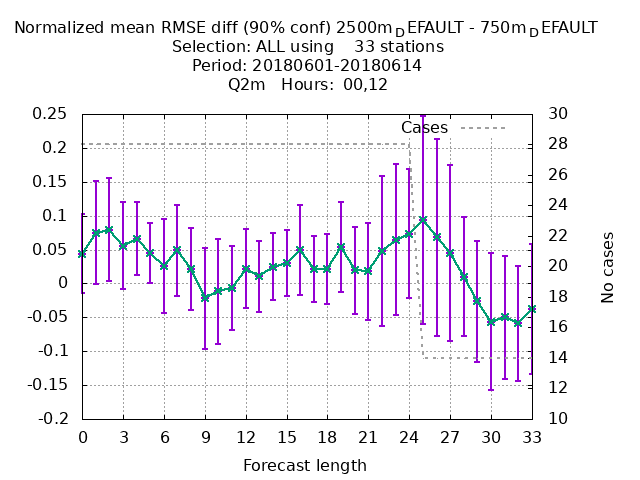 Normalized mean RMSE diff (90% conf) 2500m_DEFAULT - 750m_DEFAULT
Selection: ALL using 33 stations
Period: 20180601-20180614
Q2m Hours: 00,12
Cases
0.25
0.2
0.15
0.1
0.05
0
-0.05
-0.1
-0.15
-0.2
30
28
26
24
22
20
18
16
14
12
10
No cases
0 3 6 9 12 15 18 21 24 27 30 33
Forecast length